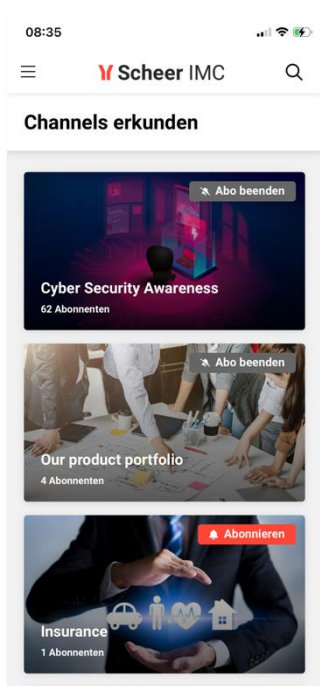 08:35
Scheer IMC
Channels erkunden
Abo beenden
Cyber Security Awareness
62 Abonnenten
Abo beenden
Our product portfolio
4 Abonnenten
Abonnieren
Insurance
1 Abonnenten